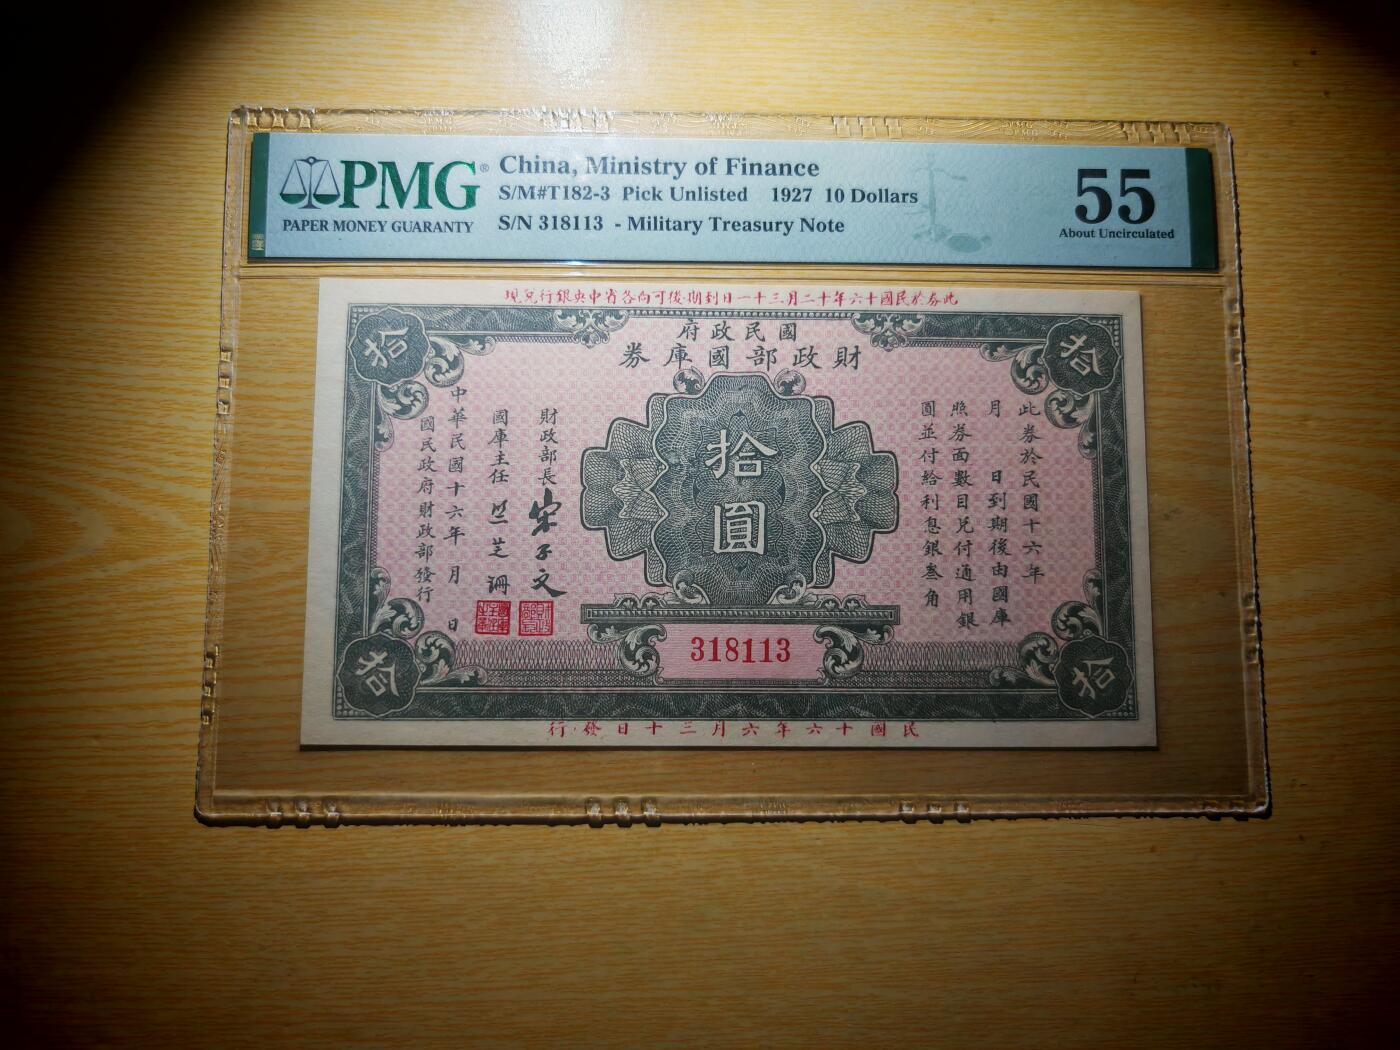 PMG®
PAPER MONEY GUARANTY
China, Ministry of Finance
S/M#T182-3 Pick Unlisted 1927 10 Dollars
S/N 318113 - Military Treasury Note
55
About Uncirculated
此券於民國十六年十二月三十一日到期後可向各省中央銀行兌現
國民政府
財政部國庫券
拾
拾
此券於民國十六年
月 日到期後由國庫
照券面數目兌付通用銀
圓並付給利息銀叁角
拾圓
財政部長 宋子文
國庫主任
中華民國十六年 月 日
國民政府財政部發行
318113
拾
拾
民國十六年六月三十日發行